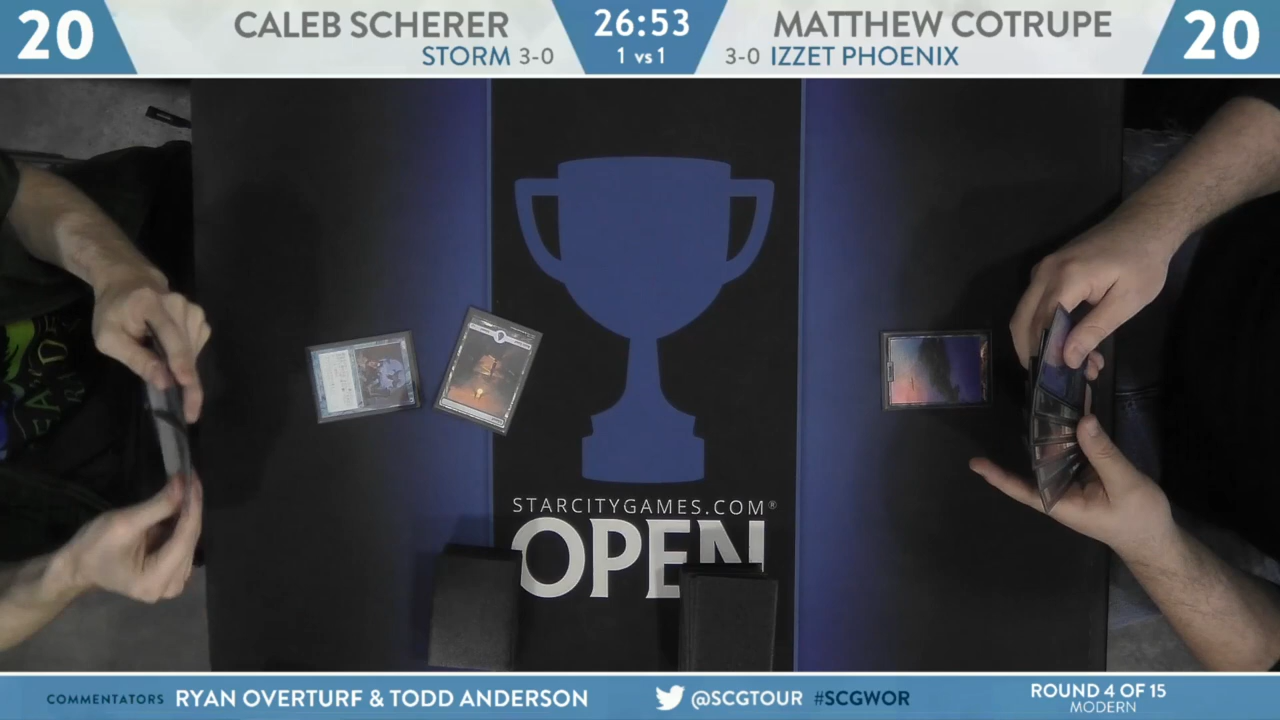 20
CALEB SCHERER
STORM 3-0
26:53
1 vs 1
MATTHEW COTRUPE
3-0 IZZET PHOENIX
20
STARCITYGAMES.COM®
OPEN
COMMENTATORS RYAN OVERTURF & TODD ANDERSON
@SCGTOUR #SCGWOR
ROUND 4 OF 15
MODERN